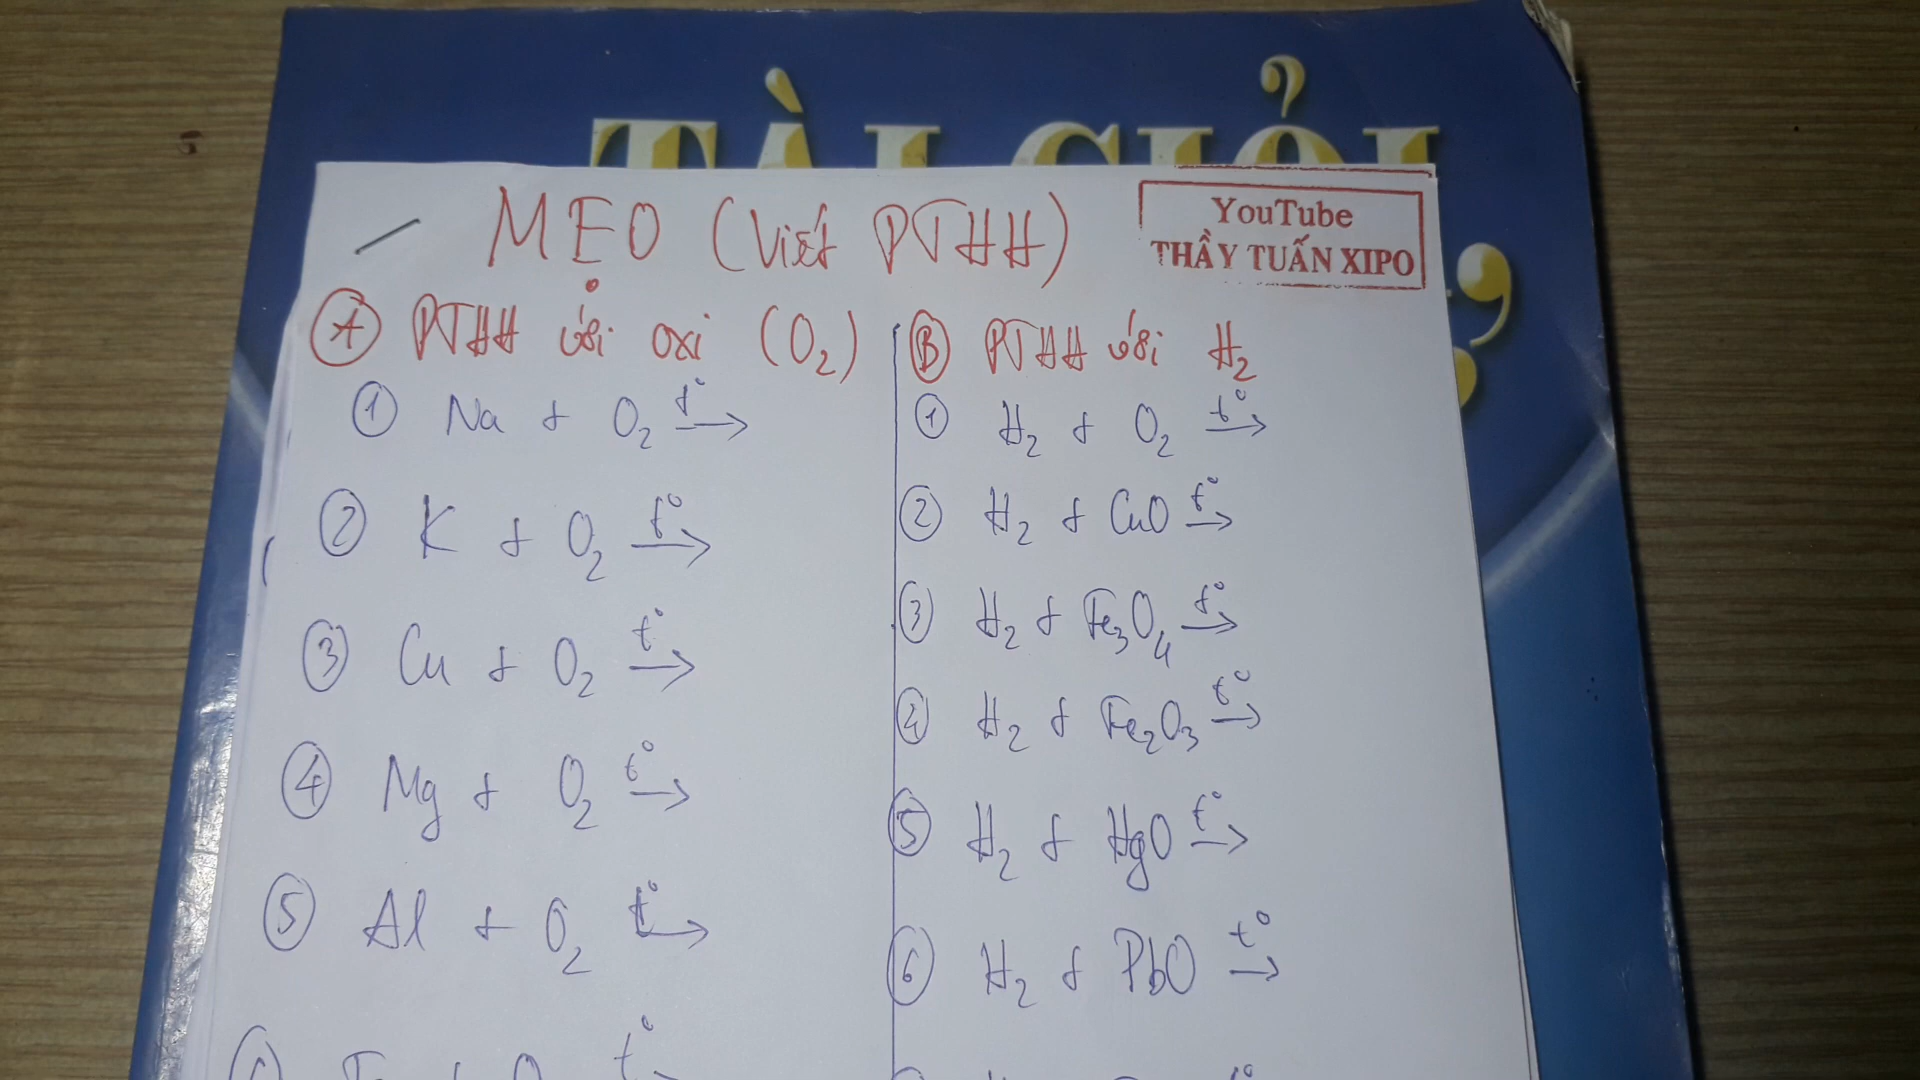 TÀI GIỎI
MẸO (Viết PTHH)
YouTube
THẦY TUẤN XIPO
Ⓐ PTHH với oxi (O₂)
① Na + O₂ t° →
② K + O₂ t° →
③ Cu + O₂ t° →
④ Mg + O₂ t° →
⑤ Al + O₂ t° →
t°
Ⓑ PTHH với H₂
① H₂ + O₂ t° →
② H₂ + CuO t° →
③ H₂ + Fe₃O₄ t° →
④ H₂ + Fe₂O₃ t° →
⑤ H₂ + HgO t° →
⑥ H₂ + PbO t° →